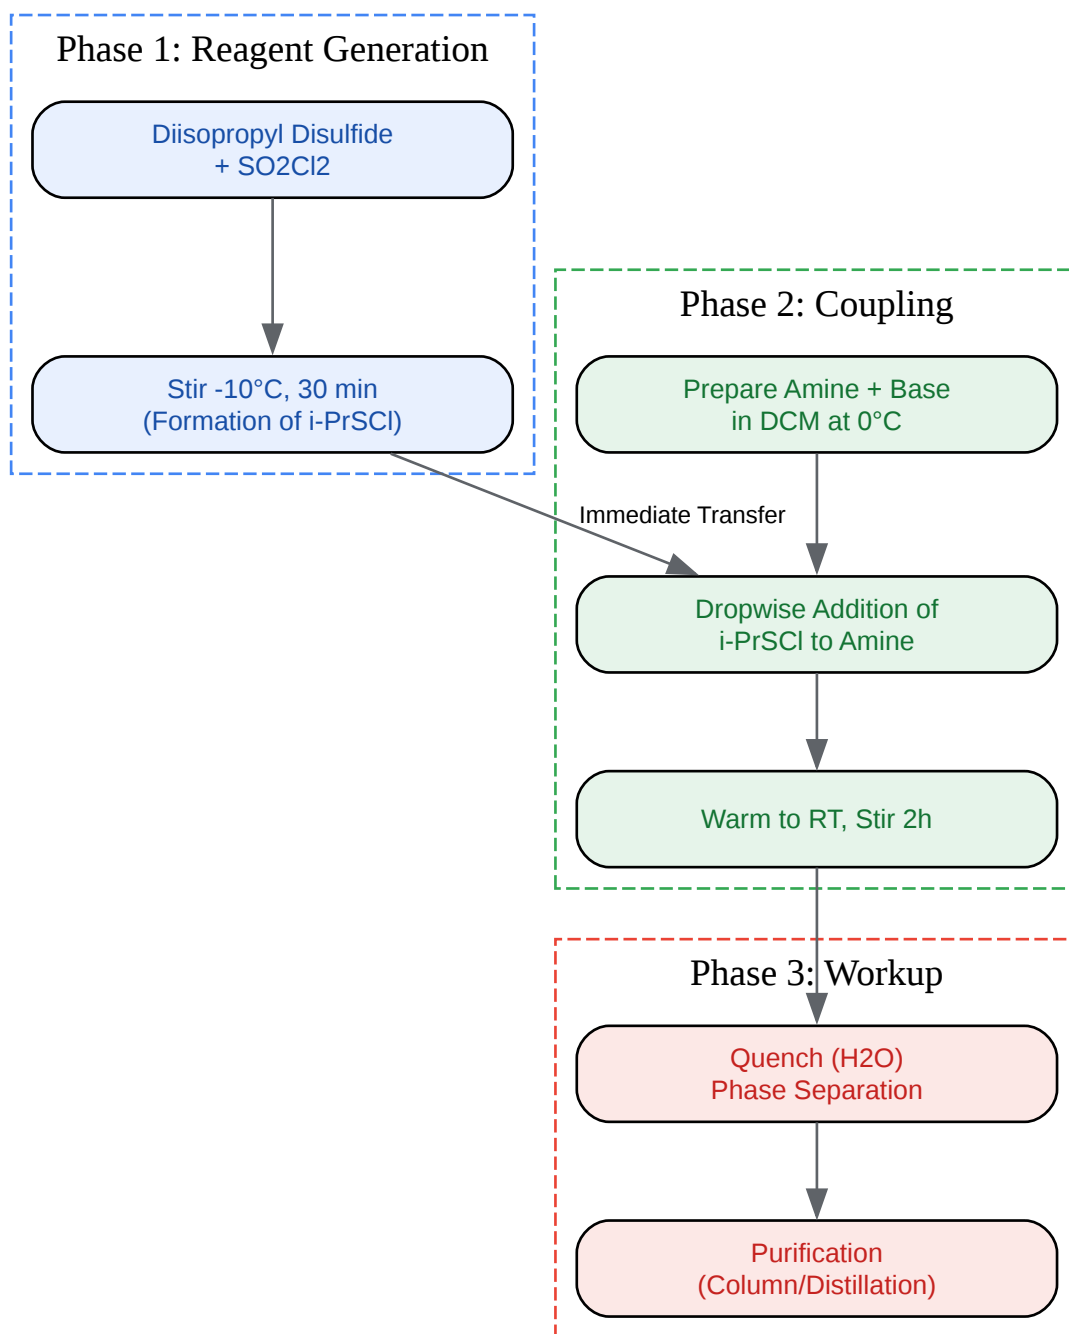 Phase 1: Reagent Generation
Diisopropyl Disulfide
+ SO2Cl2
Stir -10°C, 30 min
(Formation of i-PrSCl)
Immediate Transfer
Phase 2: Coupling
Prepare Amine + Base
in DCM at 0°C
Dropwise Addition of
i-PrSCl to Amine
Warm to RT, Stir 2h
Phase 3: Workup
Quench (H2O)
Phase Separation
Purification
(Column/Distillation)